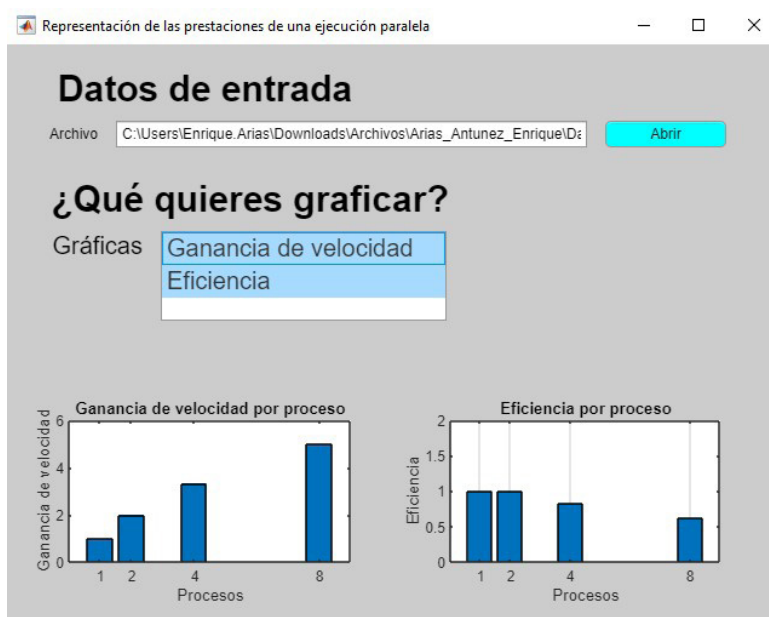 Representación de las prestaciones de una ejecución paralela
Datos de entrada
Archivo C:\Users\Enrique.Arias\Downloads\Archivos\Arias_Antunez_Enrique\Da Abrir
¿Qué quieres graficar?
Gráficas Ganancia de velocidad
Eficiencia
Ganancia de velocidad por proceso
Ganancia de velocidad
6
4
2
0
1 2 4 8
Procesos
Eficiencia por proceso
Eficiencia
2
1.5
1
0.5
0
1 2 4 8
Procesos